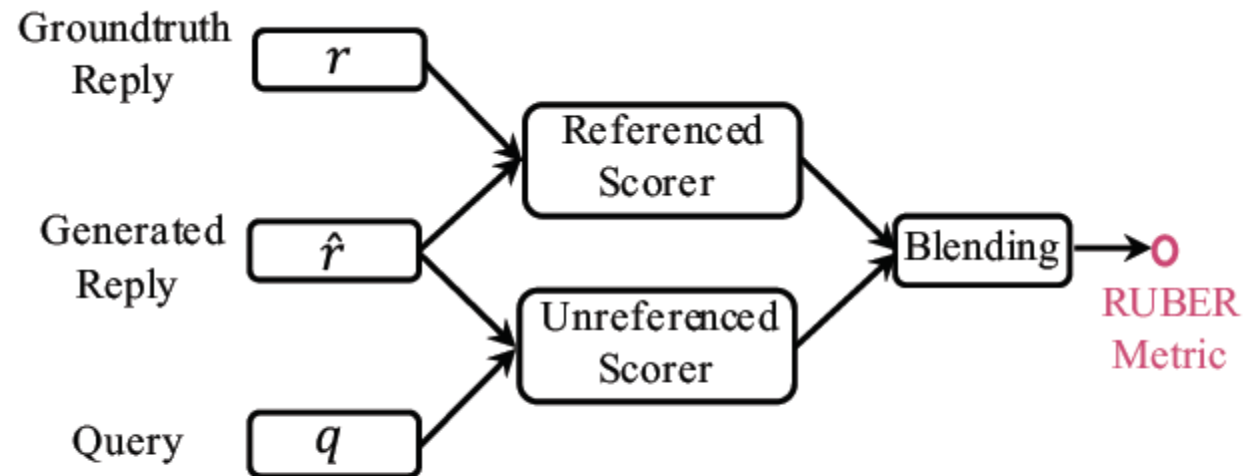 Groundtruth
Reply
r
Referenced
Scorer
Generated
Reply
r̂
Blending
RUBER
Metric
Unreferenced
Scorer
Query
q